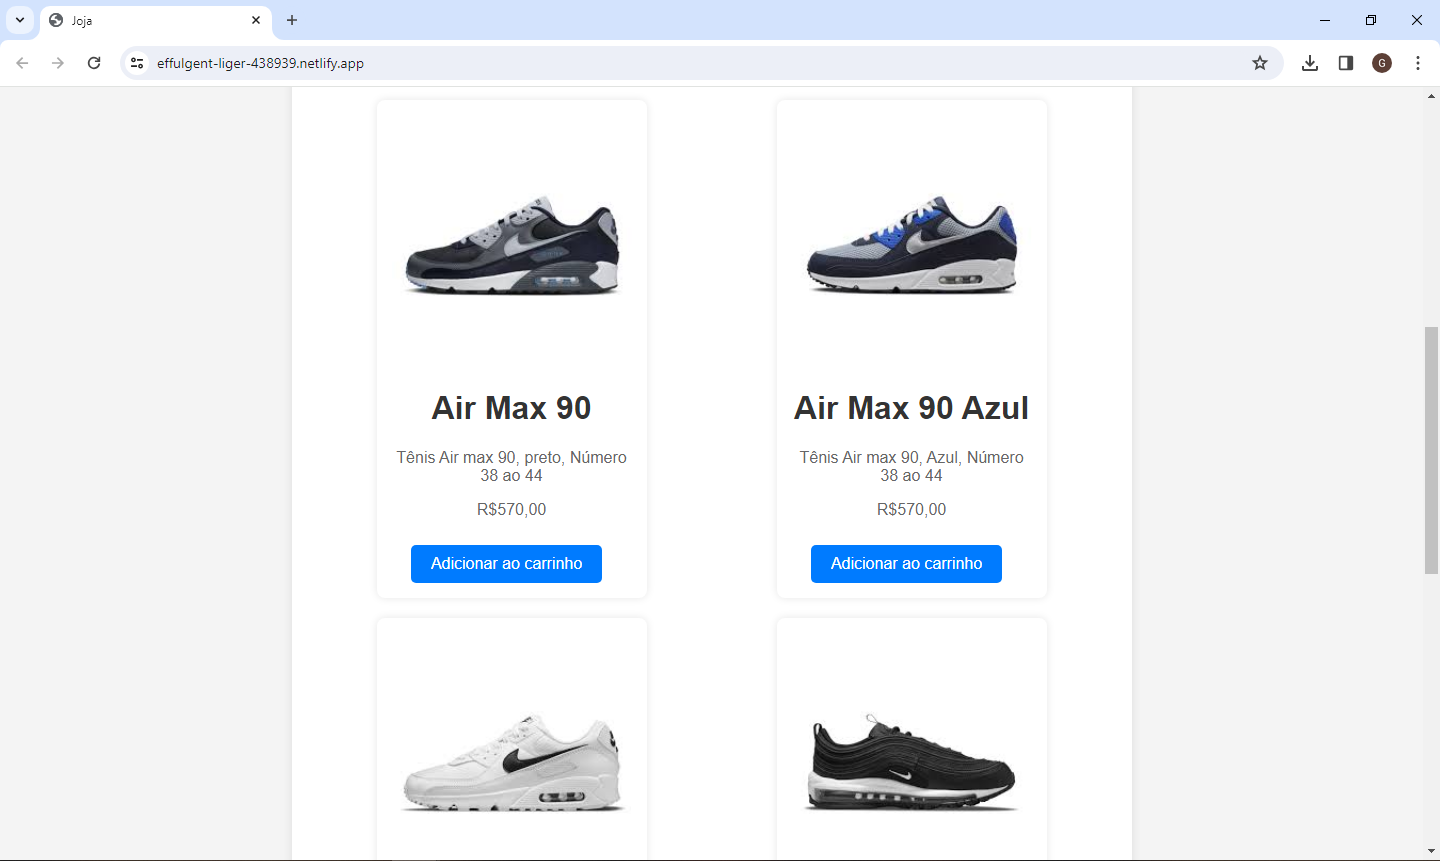 Joja
effulgent-liger-438939.netlify.app
G
Air Max 90
Tênis Air max 90, preto, Número
38 ao 44
R$570,00
Adicionar ao carrinho
Air Max 90 Azul
Tênis Air max 90, Azul, Número
38 ao 44
R$570,00
Adicionar ao carrinho